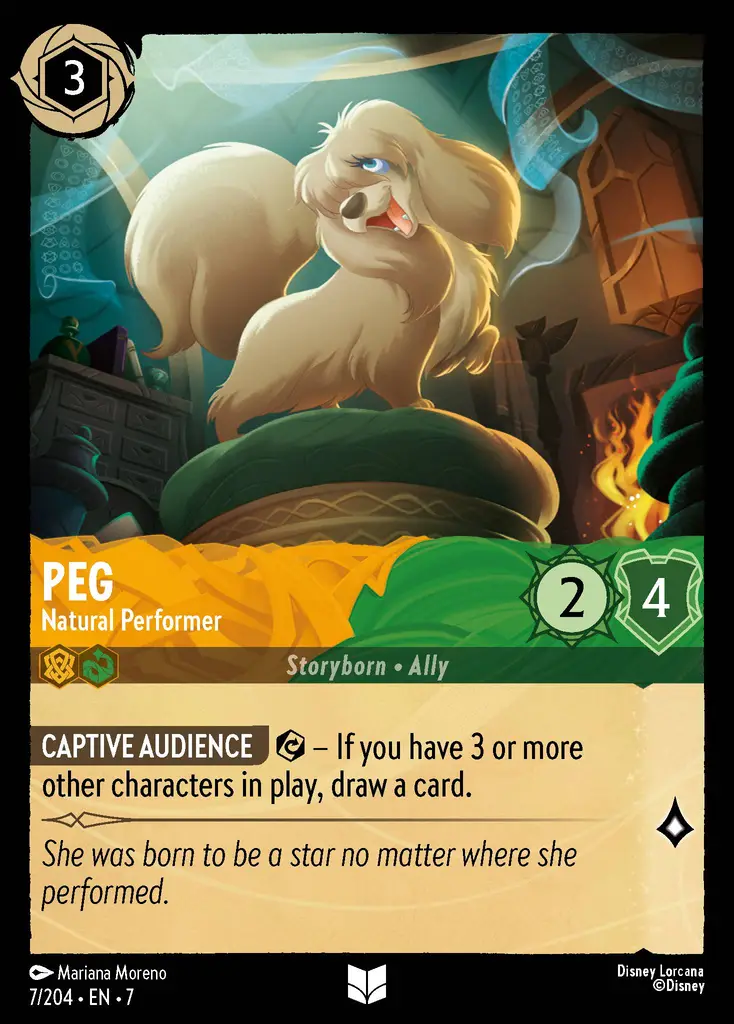 3
PEG
Natural Performer
2
4
Storyborn • Ally
CAPTIVE AUDIENCE – If you have 3 or more
other characters in play, draw a card.
She was born to be a star no matter where she
performed.
Mariana Moreno
7/204 • EN • 7
Disney Lorcana
©Disney